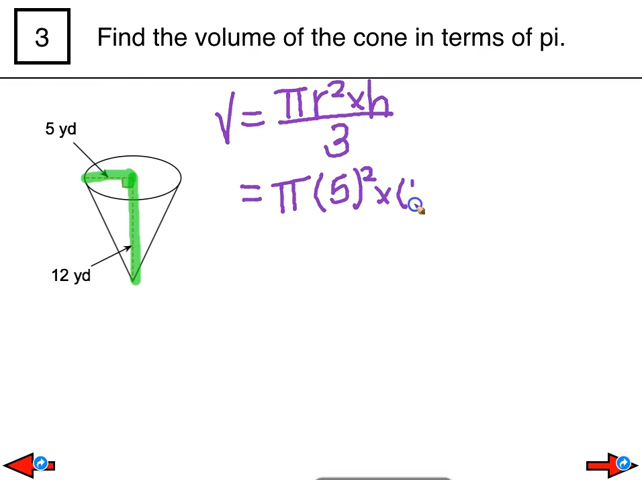 3 Find the volume of the cone in terms of pi.
V = πr²xh
3
5 yd
= π(5)²x(
12 yd